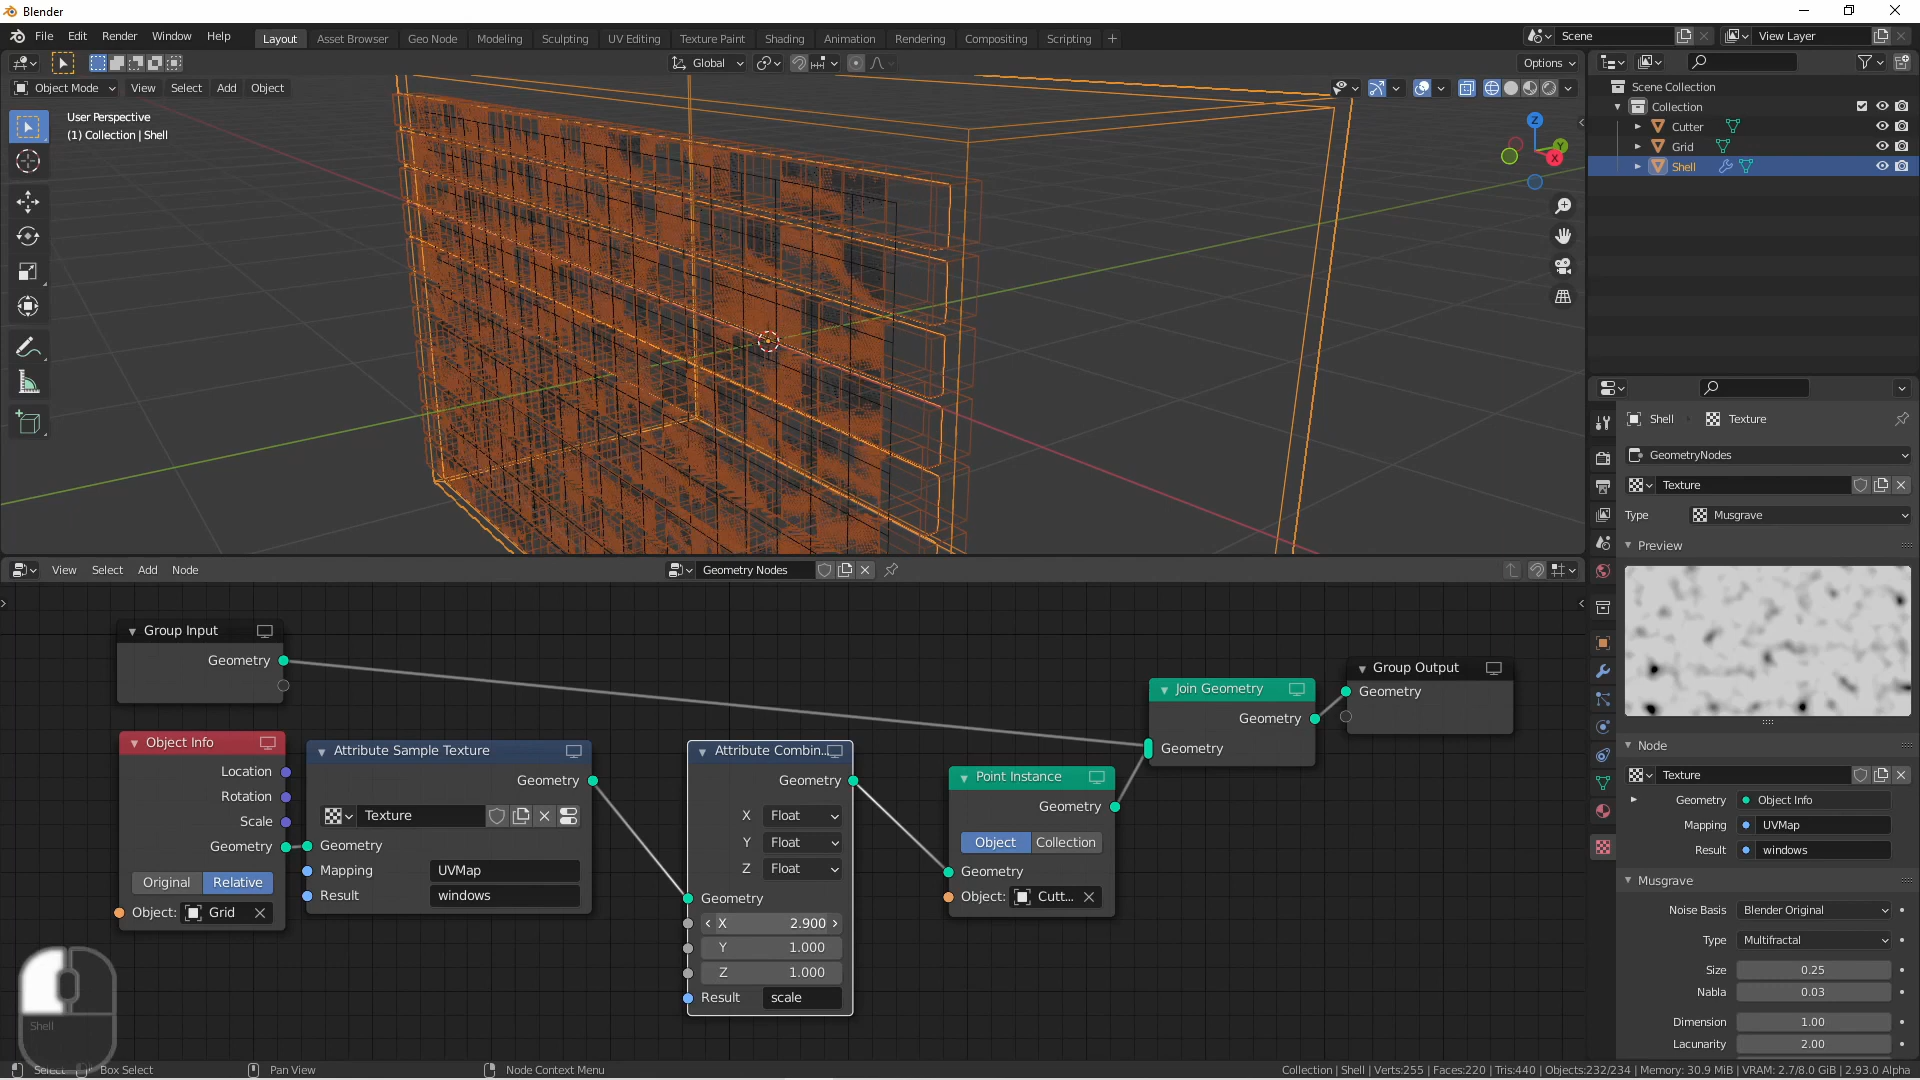 Blender
File Edit Render Window Help
Layout Asset Browser Geo Node Modeling Sculpting UV Editing Texture Paint Shading Animation Rendering Compositing Scripting +
Scene
View Layer
Global
Options
Object Mode View Select Add Object
User Perspective
(1) Collection | Shell
Z
Y
X
Scene Collection
Collection
Cutter
Grid
Shell
Shell Texture
GeometryNodes
Texture
Type Musgrave
Preview
View Select Add Node
Geometry Nodes
Group Input
Geometry
Object Info
Location
Rotation
Scale
Geometry
Original Relative
Object: Grid
Attribute Sample Texture
Geometry
Texture
Geometry
Mapping UVMap
Result windows
Attribute Combin...
Geometry
X Float
Y Float
Z Float
Geometry
X 2.900
Y 1.000
Z 1.000
Result scale
Point Instance
Geometry
Object Collection
Geometry
Object: Cutt...
Join Geometry
Geometry
Geometry
Group Output
Geometry
Node
Texture
Geometry Object Info
Mapping UVMap
Result windows
Musgrave
Noise Basis Blender Original
Type Multifractal
Size 0.25
Nabla 0.03
Dimension 1.00
Lacunarity 2.00
Shell
Select Box Select Pan View Node Context Menu
Collection | Shell | Verts:255 | Faces:220 | Tris:440 | Objects:232/234 | Memory: 30.9 MiB | VRAM: 2.7/8.0 GiB | 2.93.0 Alpha